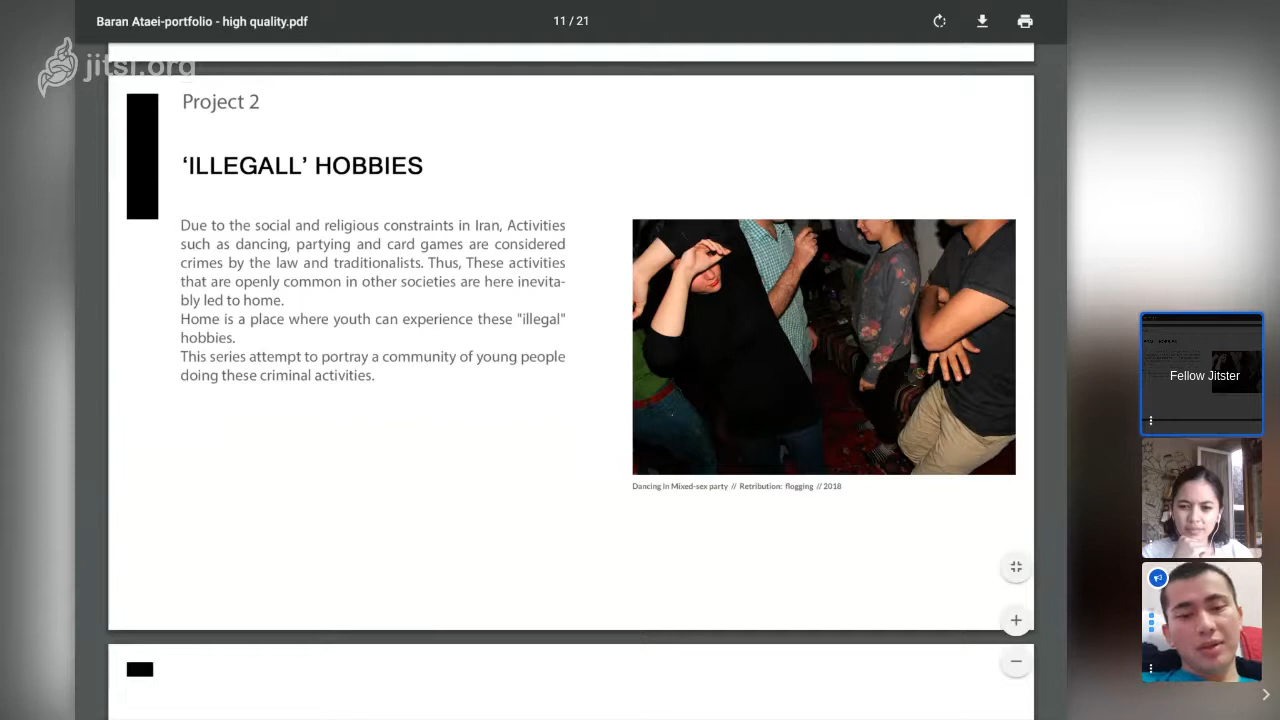 Baran Ataei-portfolio - high quality.pdf
11 / 21
jitsi.org
Project 2
‘ILLEGALL’ HOBBIES
Due to the social and religious constraints in Iran, Activities
such as dancing, partying and card games are considered
crimes by the law and traditionalists. Thus, These activities
that are openly common in other societies are here inevita-
bly led to home.
Home is a place where youth can experience these "illegal"
hobbies.
This series attempt to portray a community of young people
doing these criminal activities.
Dancing In Mixed-sex party // Retribution: flogging // 2018
Fellow Jitster